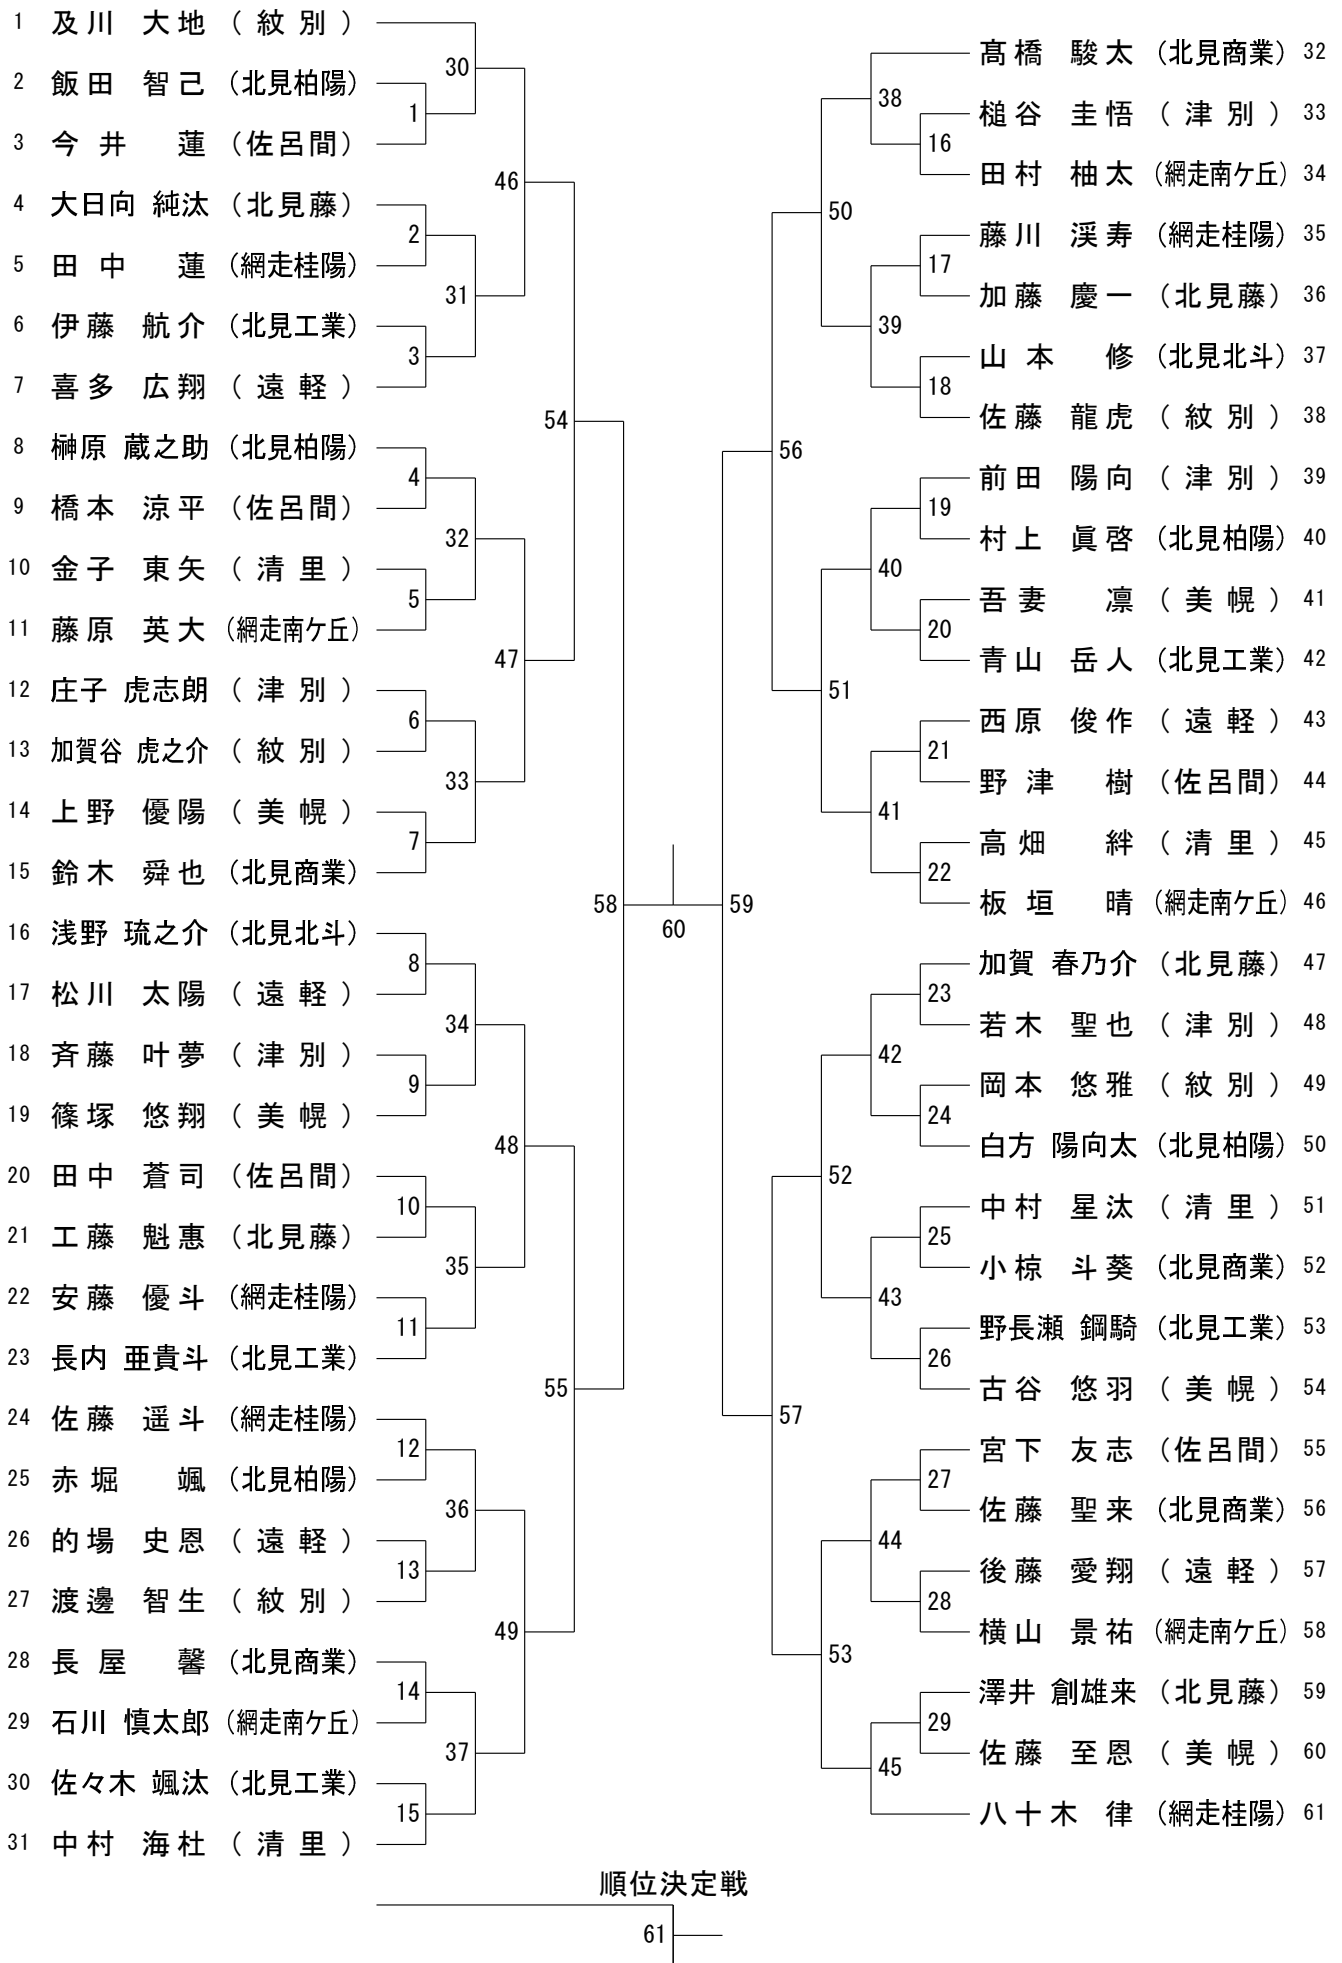 1 及川 大地 (紋別)
2 飯田 智己 (北見柏陽)
3 今井 蓮 (佐呂間)
4 大日向 純汰 (北見藤)
5 田中 蓮 (網走桂陽)
6 伊藤 航介 (北見工業)
7 喜多 広翔 (遠軽)
8 榊原 蔵之助 (北見柏陽)
9 橋本 涼平 (佐呂間)
10 金子 東矢 (清里)
11 藤原 英大 (網走南ケ丘)
12 庄子 虎志朗 (津別)
13 加賀谷 虎之介 (紋別)
14 上野 優陽 (美幌)
15 鈴木 舜也 (北見商業)
16 浅野 琉之介 (北見北斗)
17 松川 太陽 (遠軽)
18 斉藤 叶夢 (津別)
19 篠塚 悠翔 (美幌)
20 田中 蒼司 (佐呂間)
21 工藤 魁惠 (北見藤)
22 安藤 優斗 (網走桂陽)
23 長内 亜貴斗 (北見工業)
24 佐藤 遥斗 (網走桂陽)
25 赤堀 颯 (北見柏陽)
26 的場 史恩 (遠軽)
27 渡邊 智生 (紋別)
28 長屋 馨 (北見商業)
29 石川 慎太郎 (網走南ケ丘)
30 佐々木 颯汰 (北見工業)
31 中村 海杜 (清里)
1
2
3
4
5
6
7
8
9
10
11
12
13
14
15
30
31
32
33
34
35
36
37
46
47
48
49
54
55
58
60
59
56
57
50
51
52
53
38
39
40
41
42
43
44
45
16
17
18
19
20
21
22
23
24
25
26
27
28
29
髙橋 駿太 (北見商業) 32
槌谷 圭悟 (津別) 33
田村 柚太 (網走南ケ丘) 34
藤川 渓寿 (網走桂陽) 35
加藤 慶一 (北見藤) 36
山本 修 (北見北斗) 37
佐藤 龍虎 (紋別) 38
前田 陽向 (津別) 39
村上 眞啓 (北見柏陽) 40
吾妻 凛 (美幌) 41
青山 岳人 (北見工業) 42
西原 俊作 (遠軽) 43
野津 樹 (佐呂間) 44
高畑 絆 (清里) 45
板垣 晴 (網走南ケ丘) 46
加賀 春乃介 (北見藤) 47
若木 聖也 (津別) 48
岡本 悠雅 (紋別) 49
白方 陽向太 (北見柏陽) 50
中村 星汰 (清里) 51
小椋 斗葵 (北見商業) 52
野長瀬 鋼騎 (北見工業) 53
古谷 悠羽 (美幌) 54
宮下 友志 (佐呂間) 55
佐藤 聖来 (北見商業) 56
後藤 愛翔 (遠軽) 57
横山 景祐 (網走南ケ丘) 58
澤井 創雄来 (北見藤) 59
佐藤 至恩 (美幌) 60
八十木 律 (網走桂陽) 61
順位決定戦
61